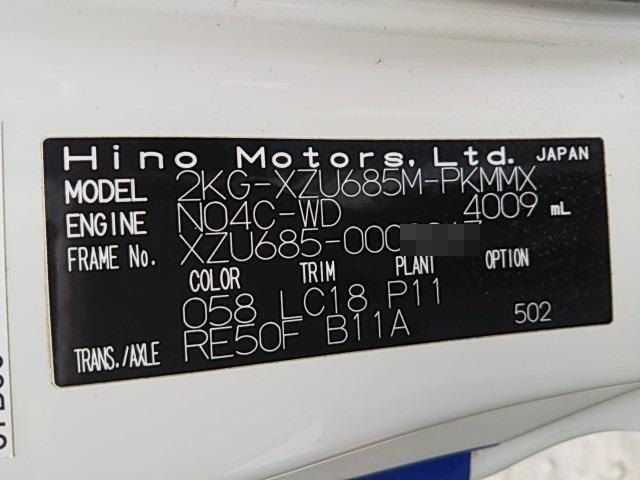 Hino Motors, Ltd. JAPAN
MODEL 2KG-XZU685M-PKMMX
ENGINE N04C-WD 4009 mL
FRAME No. XZU685-000
COLOR TRIM PLANT OPTION
058 LC18 P11 502
TRANS./AXLE RE50F B11A